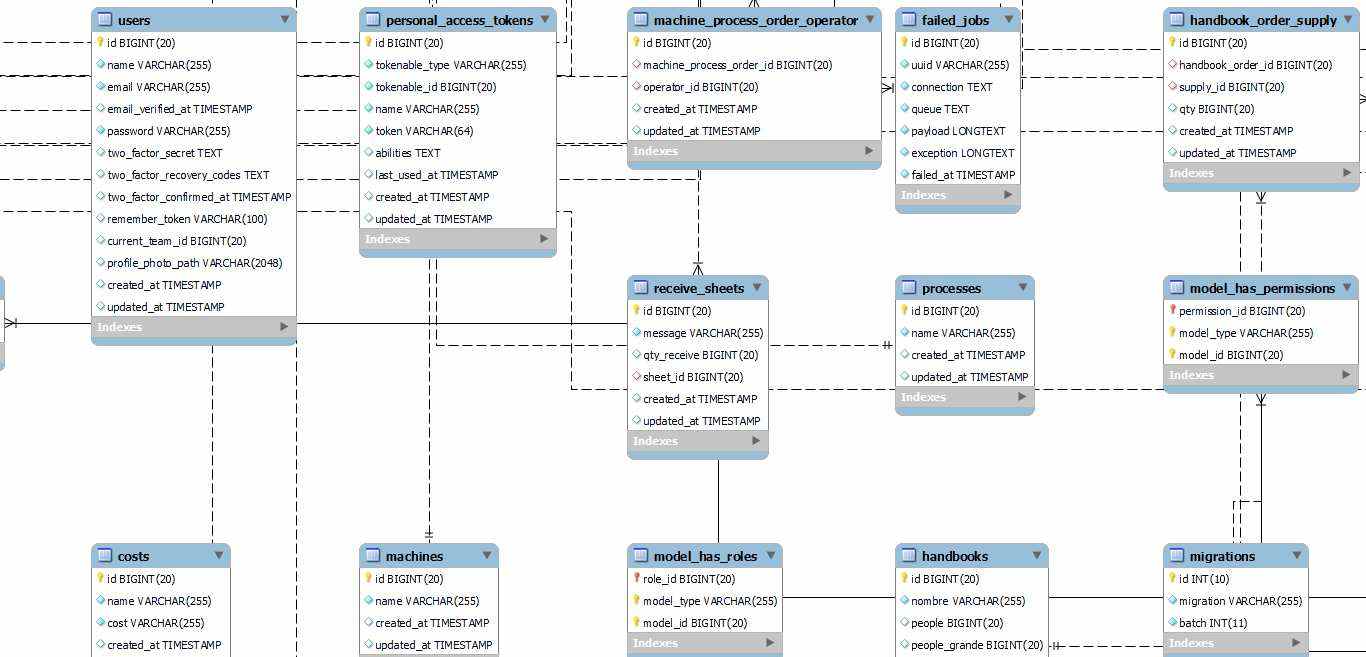 users
id BIGINT(20)
name VARCHAR(255)
email VARCHAR(255)
email_verified_at TIMESTAMP
password VARCHAR(255)
two_factor_secret TEXT
two_factor_recovery_codes TEXT
two_factor_confirmed_at TIMESTAMP
remember_token VARCHAR(100)
current_team_id BIGINT(20)
profile_photo_path VARCHAR(2048)
created_at TIMESTAMP
updated_at TIMESTAMP
Indexes
personal_access_tokens
id BIGINT(20)
tokenable_type VARCHAR(255)
tokenable_id BIGINT(20)
name VARCHAR(255)
token VARCHAR(64)
abilities TEXT
last_used_at TIMESTAMP
created_at TIMESTAMP
updated_at TIMESTAMP
Indexes
machine_process_order_operator
id BIGINT(20)
machine_process_order_id BIGINT(20)
operator_id BIGINT(20)
created_at TIMESTAMP
updated_at TIMESTAMP
Indexes
failed_jobs
id BIGINT(20)
uuid VARCHAR(255)
connection TEXT
queue TEXT
payload LONGTEXT
exception LONGTEXT
failed_at TIMESTAMP
Indexes
handbook_order_supply
id BIGINT(20)
handbook_order_id BIGINT(20)
supply_id BIGINT(20)
qty BIGINT(20)
created_at TIMESTAMP
updated_at TIMESTAMP
Indexes
receive_sheets
id BIGINT(20)
message VARCHAR(255)
qty_receive BIGINT(20)
sheet_id BIGINT(20)
created_at TIMESTAMP
updated_at TIMESTAMP
Indexes
processes
id BIGINT(20)
name VARCHAR(255)
created_at TIMESTAMP
updated_at TIMESTAMP
Indexes
model_has_permissions
permission_id BIGINT(20)
model_type VARCHAR(255)
model_id BIGINT(20)
Indexes
costs
id BIGINT(20)
name VARCHAR(255)
cost VARCHAR(255)
created_at TIMESTAMP
machines
id BIGINT(20)
name VARCHAR(255)
created_at TIMESTAMP
updated_at TIMESTAMP
model_has_roles
role_id BIGINT(20)
model_type VARCHAR(255)
model_id BIGINT(20)
Indexes
handbooks
id BIGINT(20)
nombre VARCHAR(255)
people BIGINT(20)
people_grande BIGINT(20)
migrations
id INT(10)
migration VARCHAR(255)
batch INT(11)
Indexes